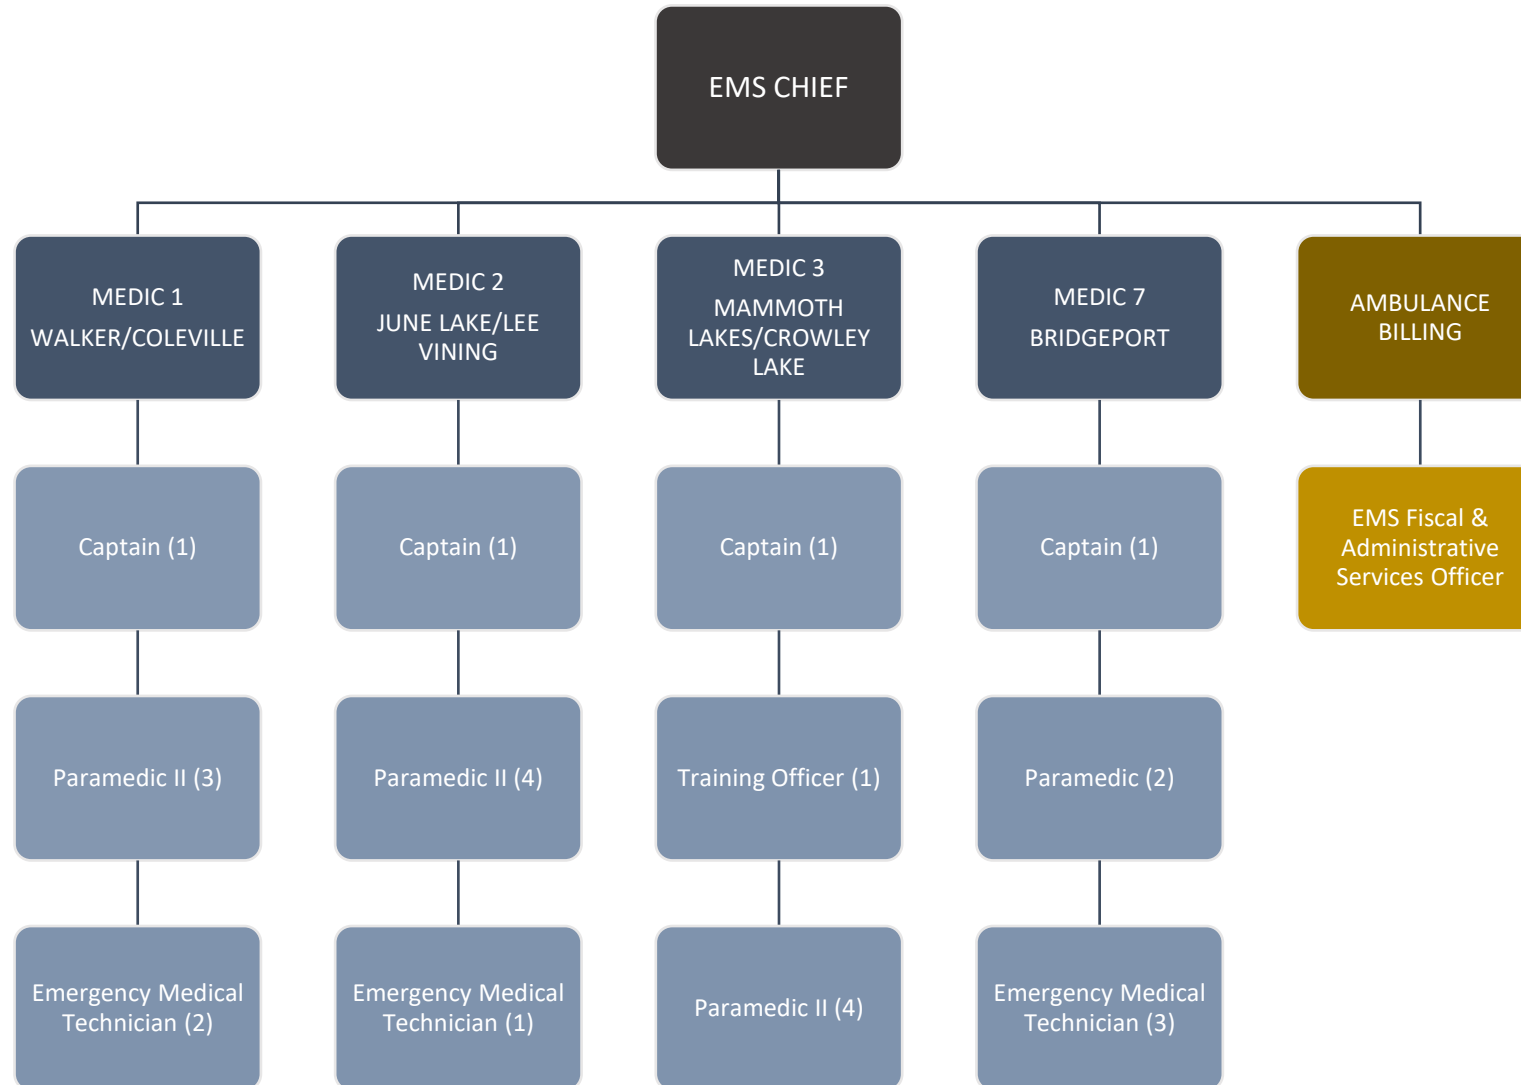 EMS CHIEF
MEDIC 1
WALKER/COLEVILLE
MEDIC 2
JUNE LAKE/LEE
VINING
MEDIC 3
MAMMOTH
LAKES/CROWLEY
LAKE
MEDIC 7
BRIDGEPORT
AMBULANCE
BILLING
Captain (1)
Captain (1)
Captain (1)
Captain (1)
EMS Fiscal &
Administrative
Services Officer
Paramedic II (3)
Paramedic II (4)
Training Officer (1)
Paramedic (2)
Emergency Medical
Technician (2)
Emergency Medical
Technician (1)
Paramedic II (4)
Emergency Medical
Technician (3)